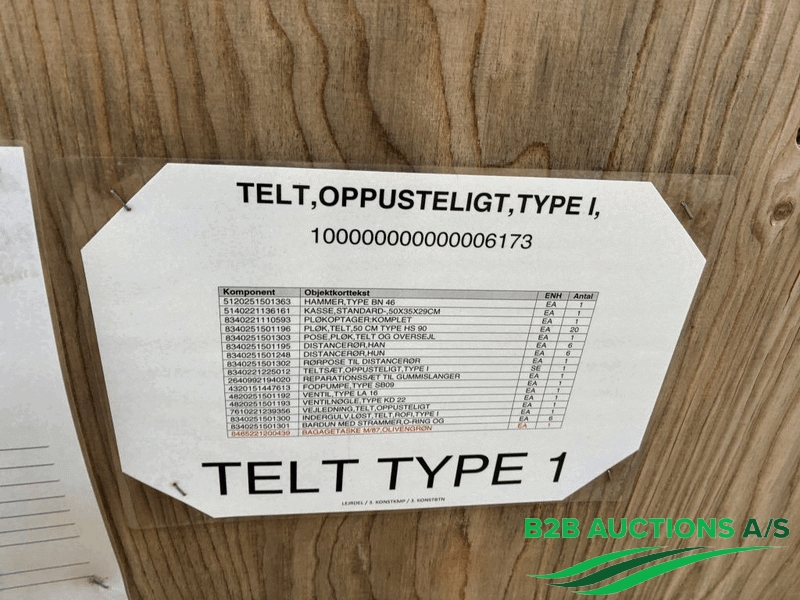 TELT,OPPUSTELIGT,TYPE I,
100000000000006173
Komponent Objektkorttekst ENH Antal
5120251501363 HAMMER,TYPE BN 46 EA 1
5140221136161 KASSE,STANDARD-,50X35X29CM EA 1
8340221110593 PLØKOPTAGER:KOMPLET EA 1
8340251501196 PLØK,TELT,50 CM TYPE HS 90 EA 20
8340251501303 POSE,PLØK,TELT OG OVERSEJL EA 1
8340251501195 DISTANCERØR,HAN EA 6
8340251501248 DISTANCERØR,HUN EA 6
8340251501302 RØRPOSE TIL DISTANCERØR EA 1
8340221225012 TELTSÆT,OPPUSTELIGT,TYPE I SE 1
2640992194020 REPARATIONSSÆT TIL GUMMISLANGER EA 1
4320151447613 FODPUMPE,TYPE SB09 EA 1
4820251501192 VENTIL,TYPE LA 16 EA 1
4820251501193 VENTILNØGLE,TYPE KD 22 EA 1
7610221239356 VEJLEDNING,TELT,OPPUSTELIGT EA 1
8340251501300 INDERGULV,LØST,TELT,ROFI,TYPE I EA 1
8340251501301 BARDUN MED STRAMMER,O-RING OG EA 6
8465221200439 BAGAGETASKE M/87,OLIVENGRØN EA 1
TELT TYPE 1
LEJRDEL / 3. KONSTKMP / 3. KONSTBTN
B2B AUCTIONS A/S